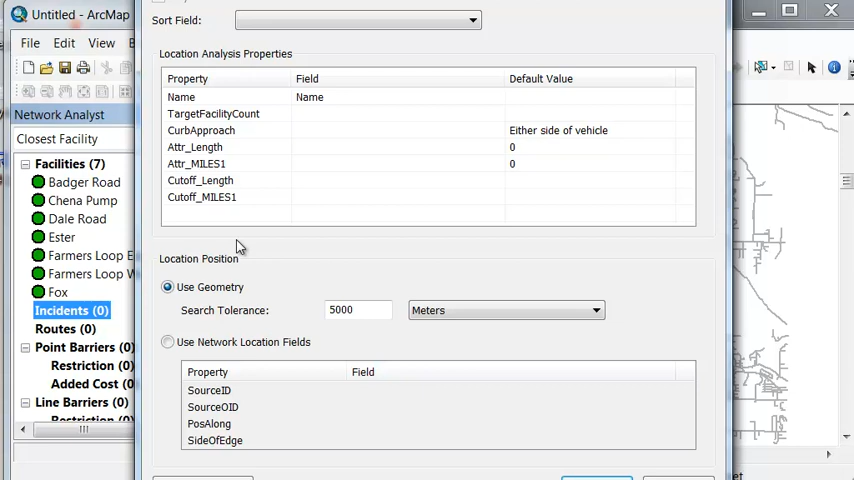 Untitled - ArcMap
File Edit View
Network Analyst
Closest Facility
Facilities (7)
Badger Road
Chena Pump
Dale Road
Ester
Farmers Loop E
Farmers Loop W
Fox
Incidents (0)
Routes (0)
Point Barriers (0)
Restriction (
Added Cost (
Line Barriers (0)
Sort Field:
Location Analysis Properties
Property Field Default Value
Name Name
TargetFacilityCount
CurbApproach Either side of vehicle
Attr_Length 0
Attr_MILES1 0
Cutoff_Length
Cutoff_MILES1
Location Position
Use Geometry
Search Tolerance: 5000 Meters
Use Network Location Fields
Property Field
SourceID
SourceOID
PosAlong
SideOfEdge